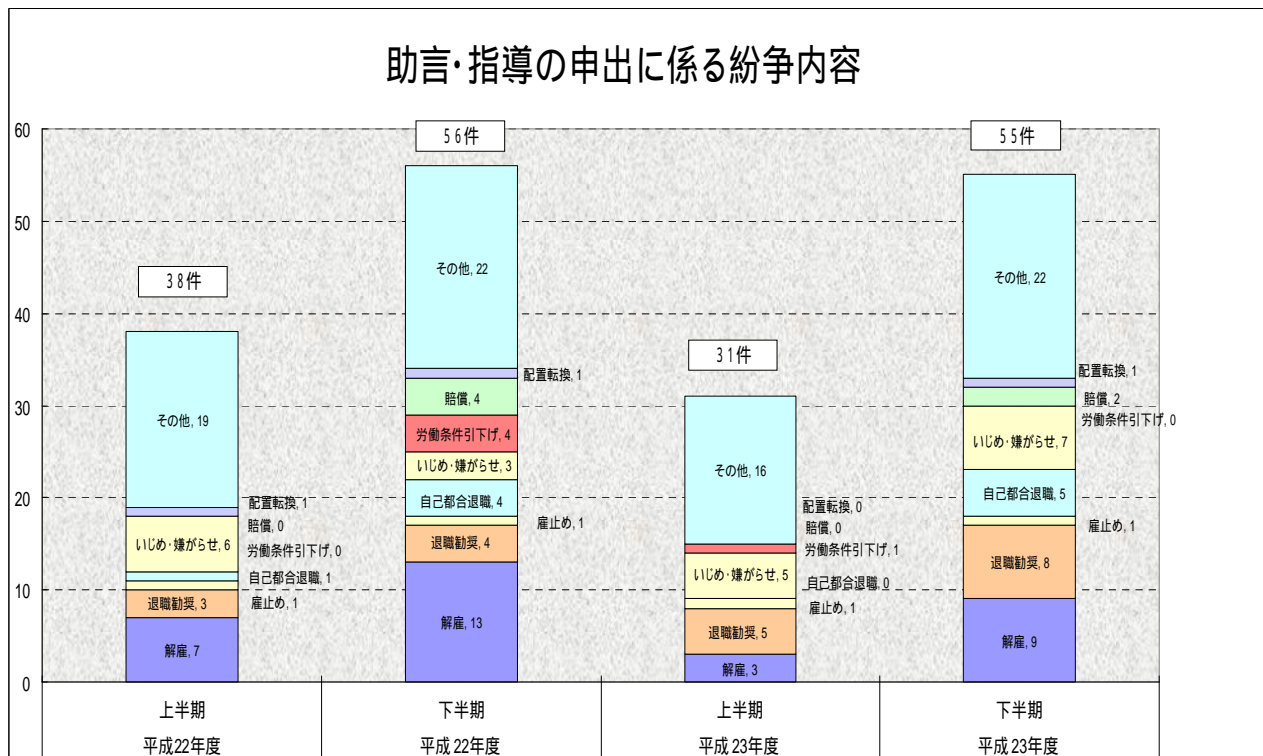 助言・指導の申出に係る紛争内容
60
50
40
30
20
10
0
38件
その他, 19
配置転換, 1
賠償, 0
いじめ・嫌がらせ, 6
労働条件引下げ, 0
自己都合退職, 1
雇止め, 1
退職勧奨, 3
解雇, 7
56件
その他, 22
配置転換, 1
賠償, 4
労働条件引下げ, 4
いじめ・嫌がらせ, 3
自己都合退職, 4
雇止め, 1
退職勧奨, 4
解雇, 13
31件
その他, 16
配置転換, 0
賠償, 0
労働条件引下げ, 1
いじめ・嫌がらせ, 5
自己都合退職, 0
雇止め, 1
退職勧奨, 5
解雇, 3
55件
その他, 22
配置転換, 1
賠償, 2
労働条件引下げ, 0
いじめ・嫌がらせ, 7
自己都合退職, 5
雇止め, 1
退職勧奨, 8
解雇, 9
上半期
下半期
上半期
下半期
平成22年度
平成22年度
平成23年度
平成23年度